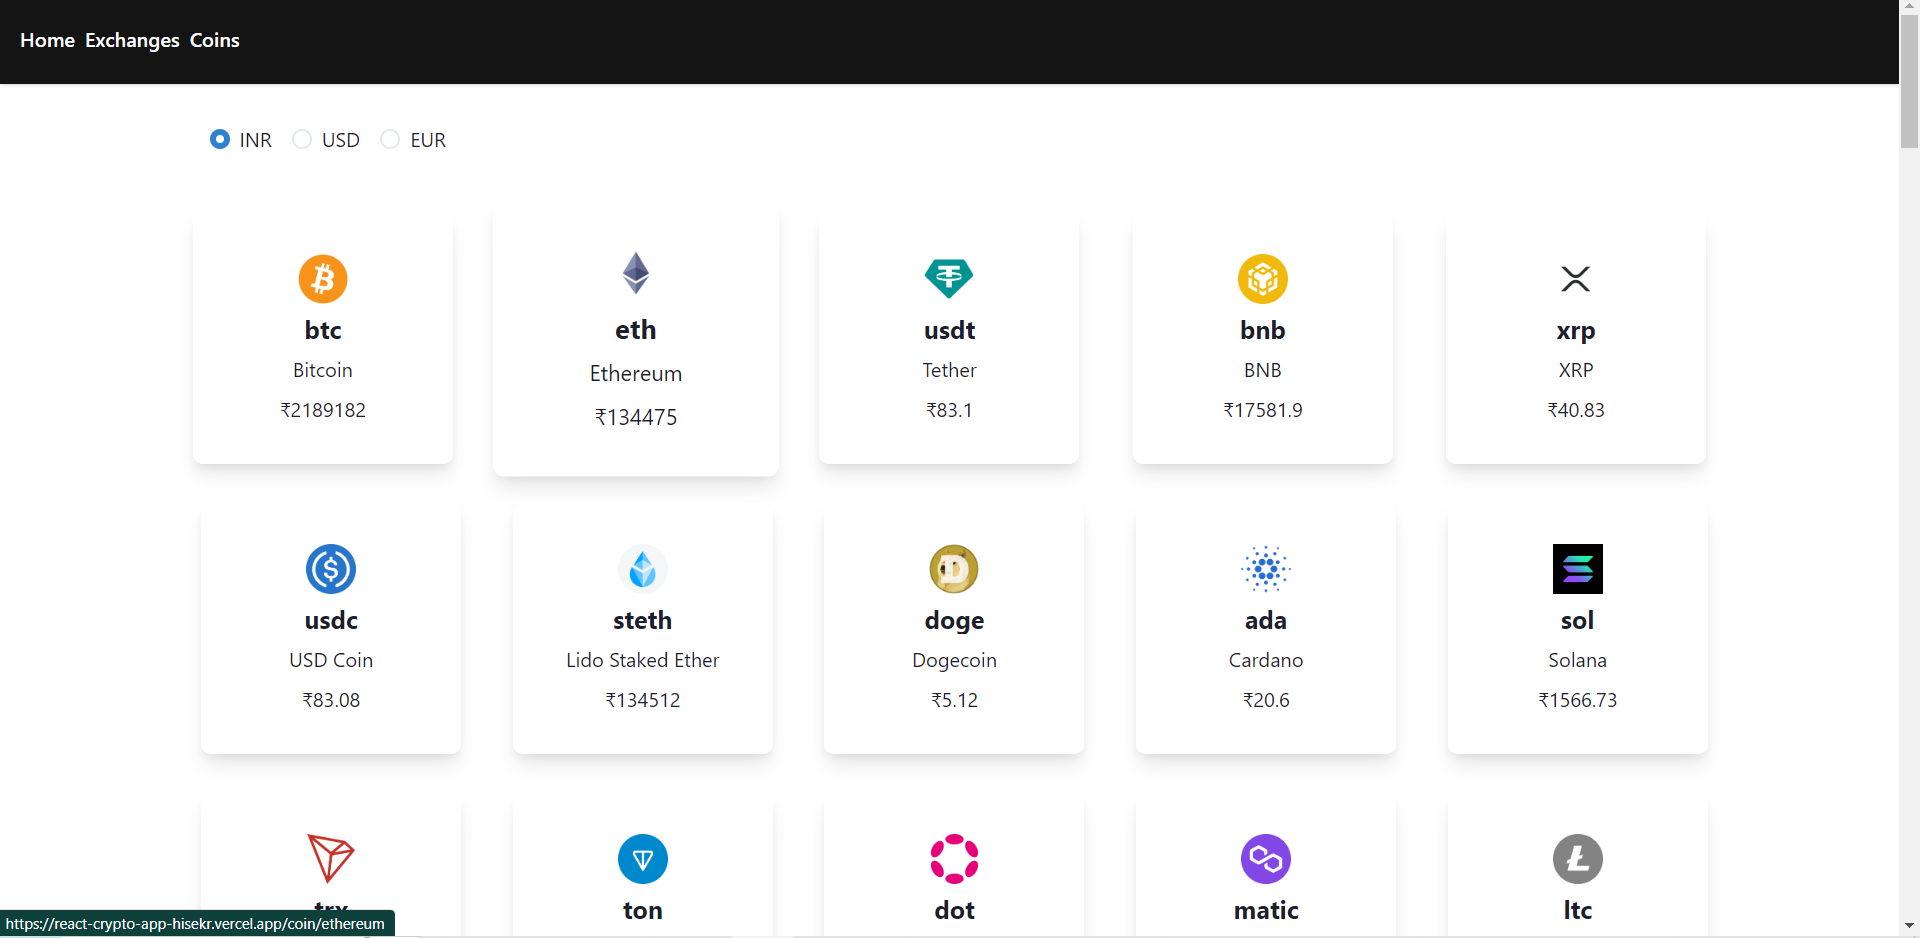 Home Exchanges Coins
INR USD EUR
btc
Bitcoin
₹2189182
eth
Ethereum
₹134475
usdt
Tether
₹83.1
bnb
BNB
₹17581.9
xrp
XRP
₹40.83
usdc
USD Coin
₹83.08
steth
Lido Staked Ether
₹134512
doge
Dogecoin
₹5.12
ada
Cardano
₹20.6
sol
Solana
₹1566.73
trx
ton
dot
matic
ltc
https://react-crypto-app-hisekr.vercel.app/coin/ethereum